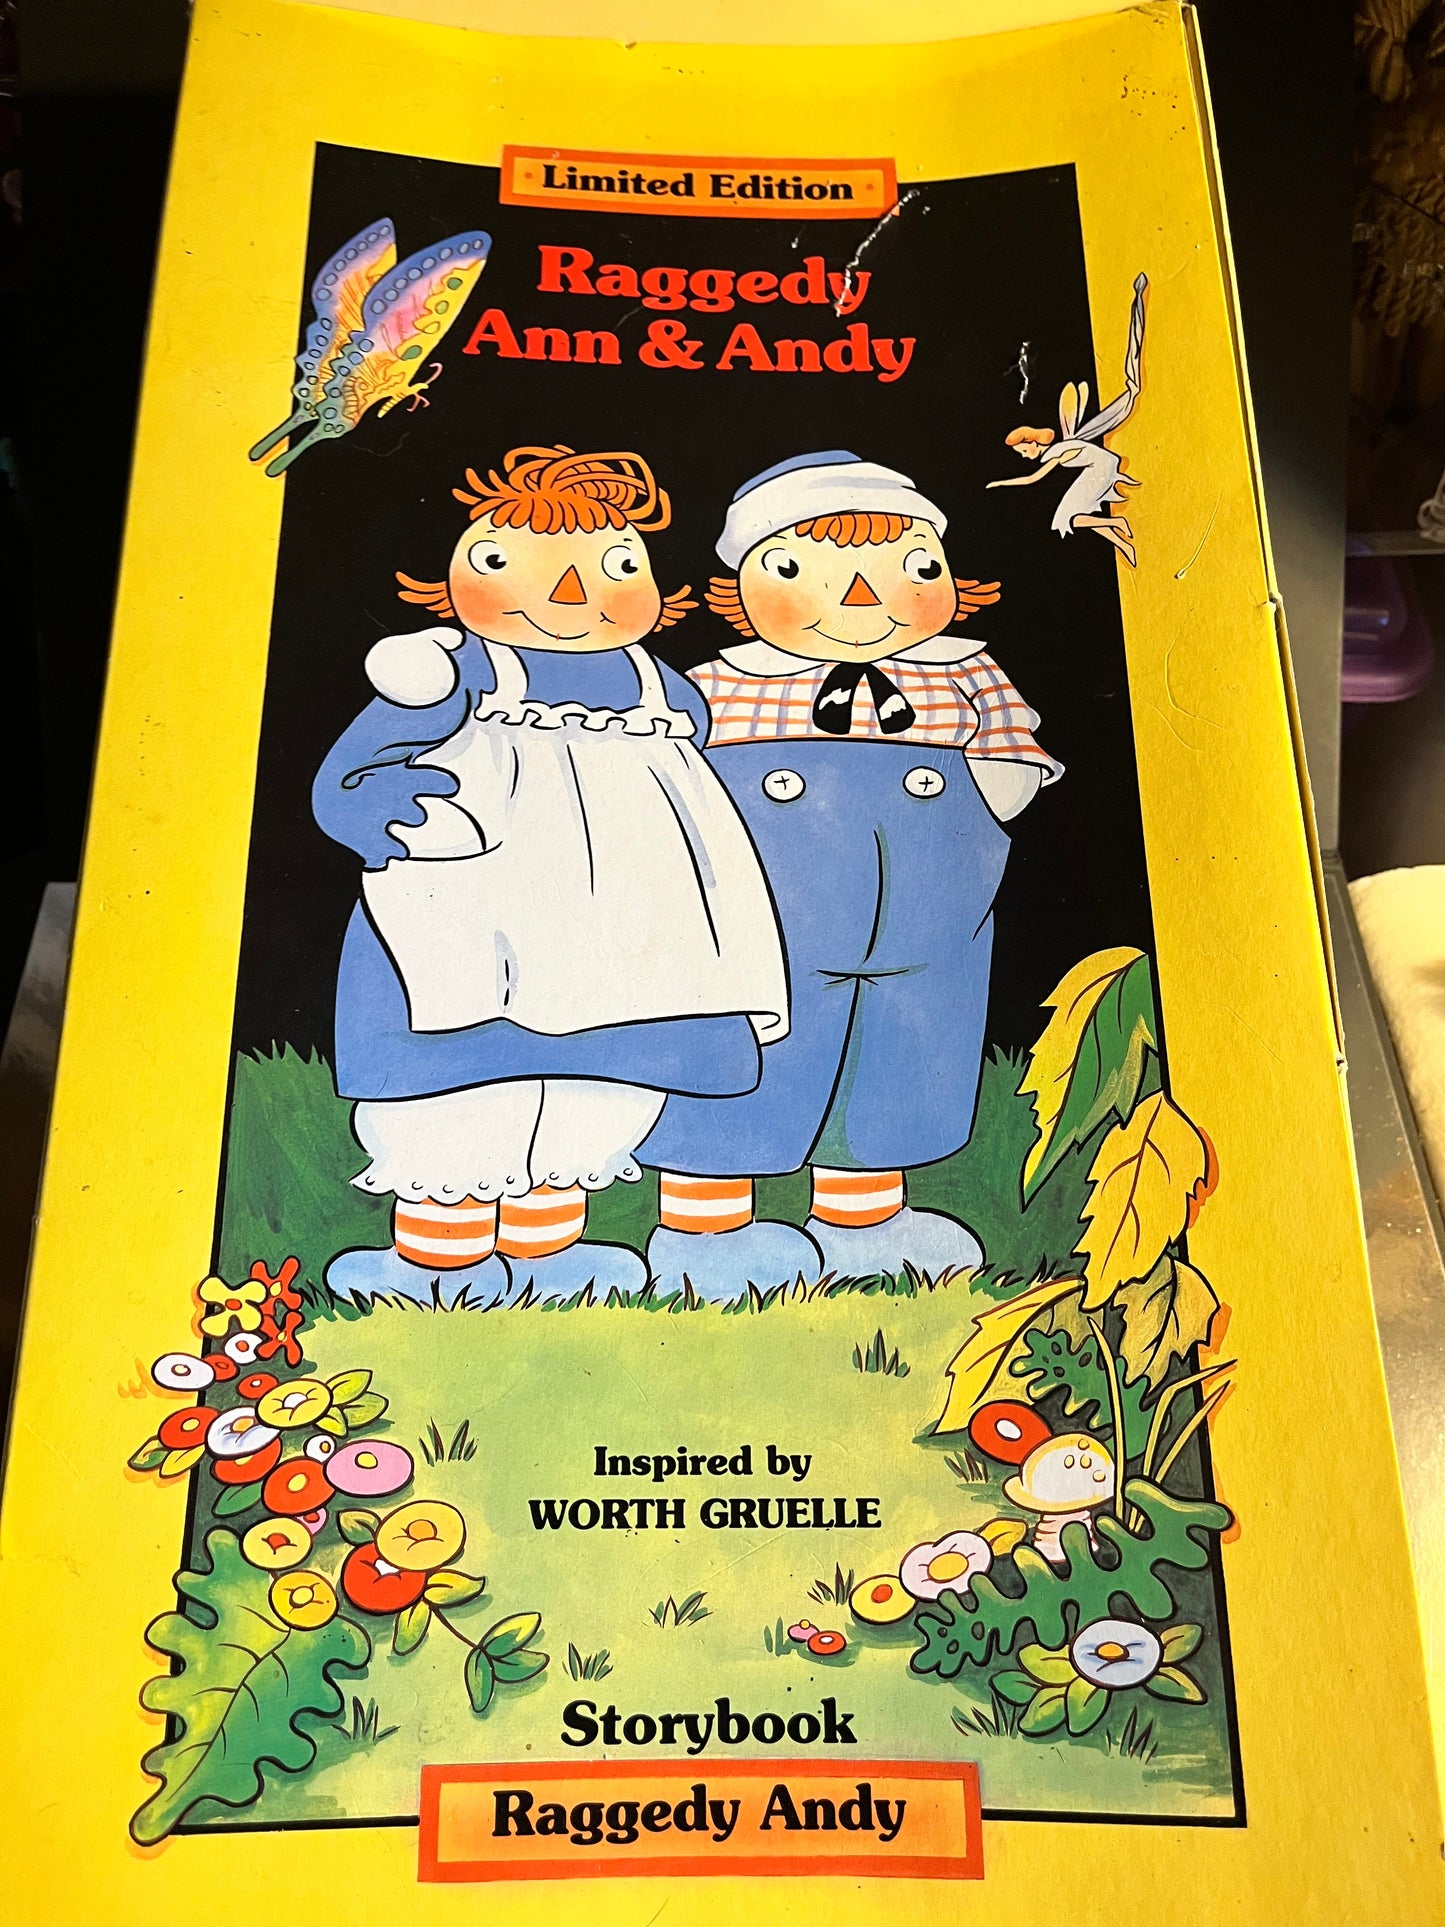 Limited Edition
Raggedy
Ann & Andy
Inspired by
WORTH GRUELLE
Storybook
Raggedy Andy